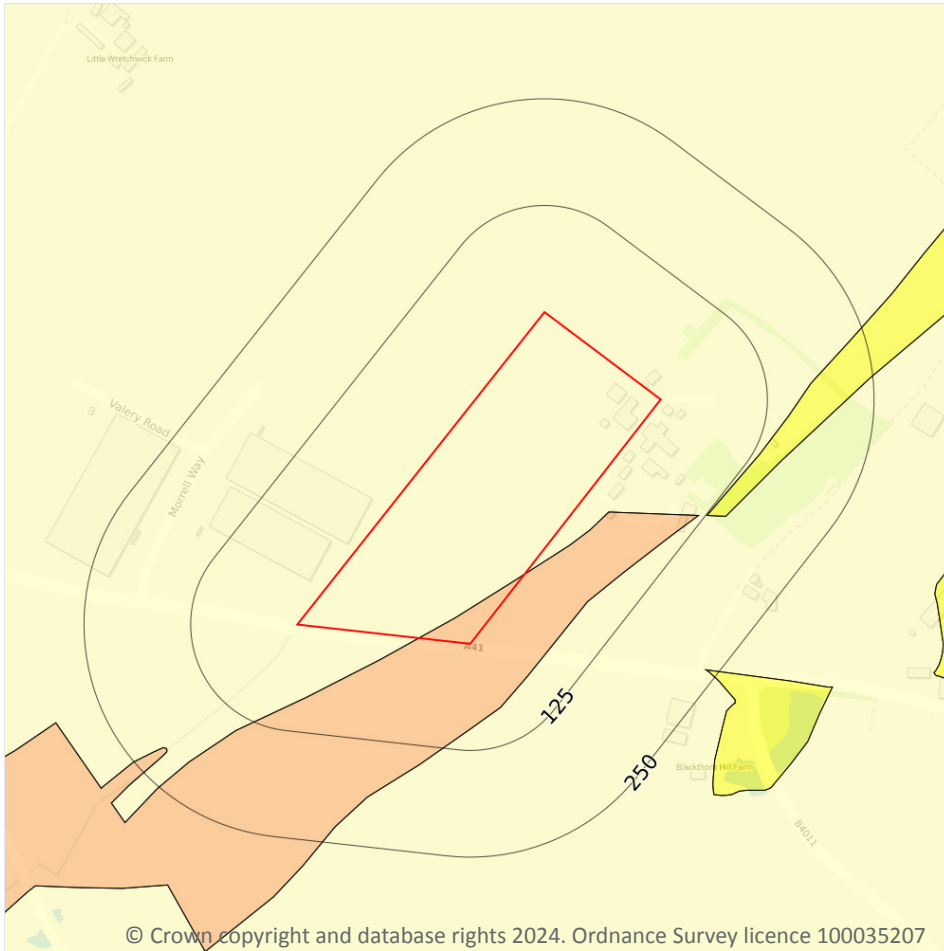 Little Wretchwick Farm
Valery Road
Morrell Way
A41
125
250
Blackthorn Hill Farm
B4011
© Crown copyright and database rights 2024. Ordnance Survey licence 100035207